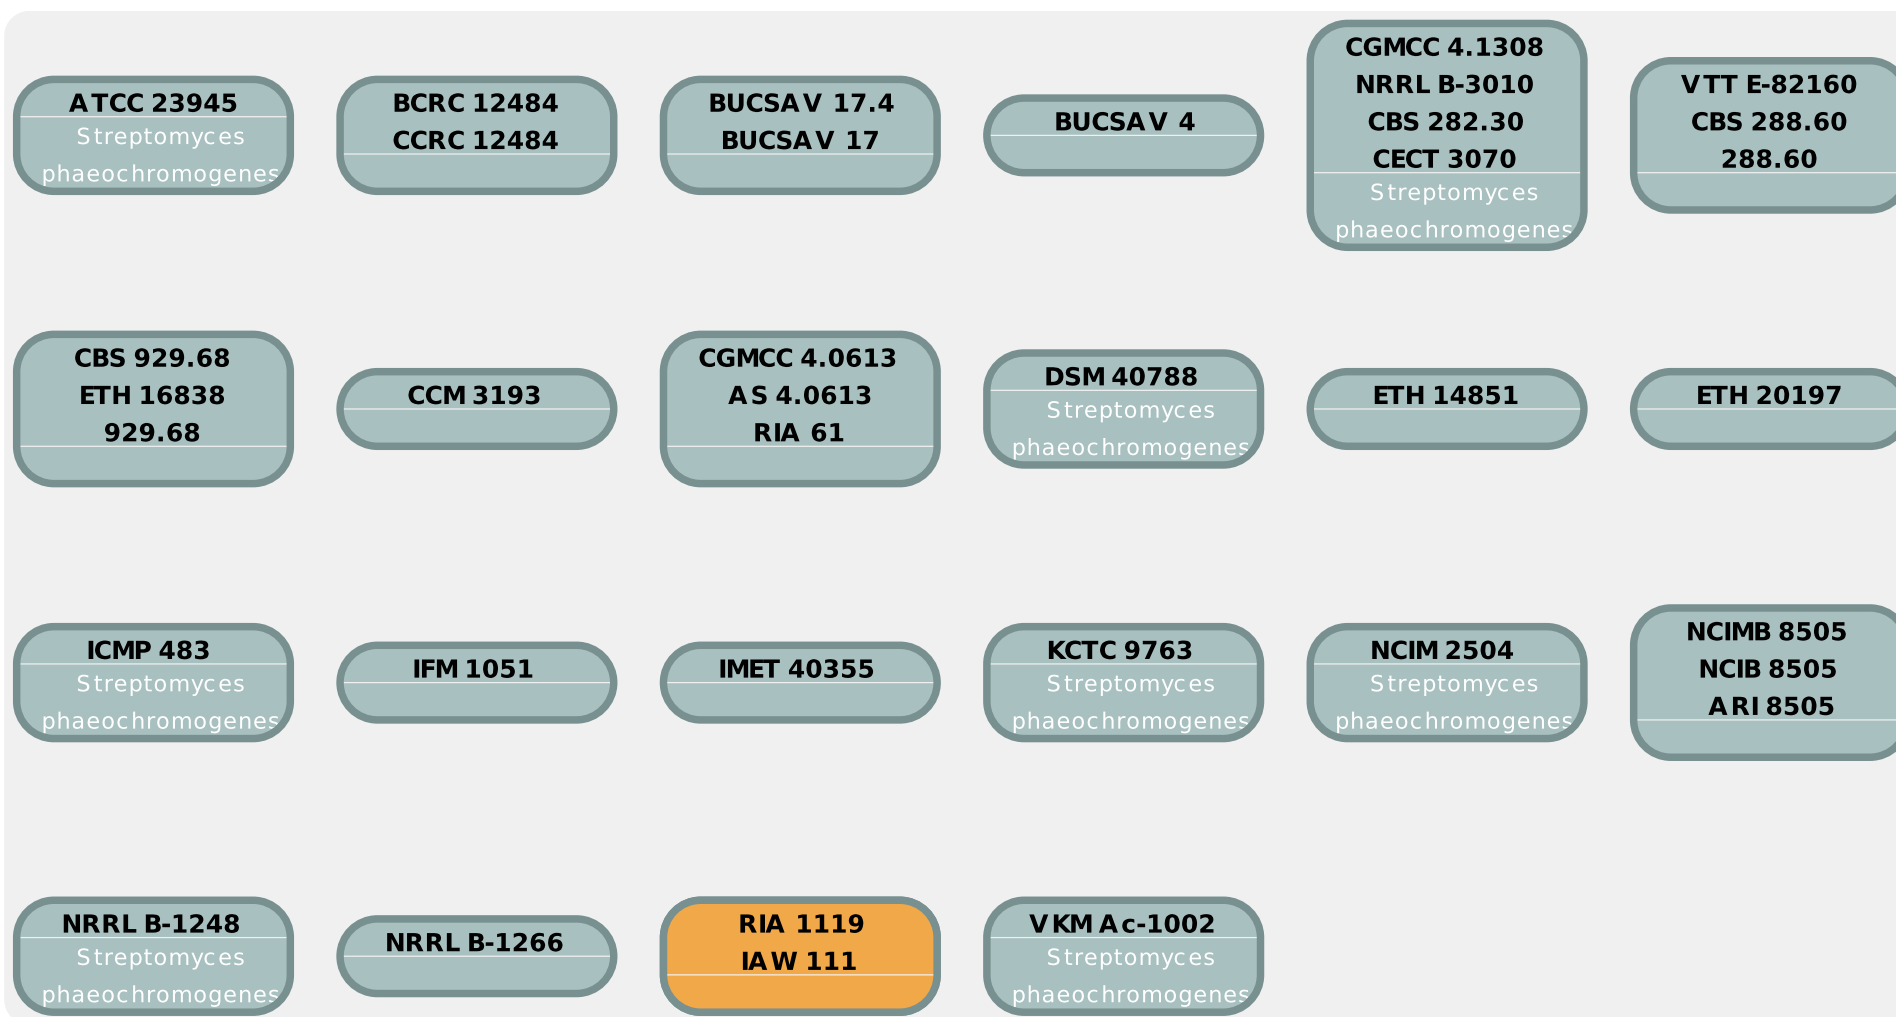 ATCC 23945
Streptomyces
phaeochromogenes
BCRC 12484
CCRC 12484
BUCSAV 17.4
BUCSAV 17
BUCSAV 4
CGMCC 4.1308
NRRL B-3010
CBS 282.30
CECT 3070
Streptomyces
phaeochromogenes
VTT E-82160
CBS 288.60
288.60
CBS 929.68
ETH 16838
929.68
CCM 3193
CGMCC 4.0613
AS 4.0613
RIA 61
DSM 40788
Streptomyces
phaeochromogenes
ETH 14851
ETH 20197
ICMP 483
Streptomyces
phaeochromogenes
IFM 1051
IMET 40355
KCTC 9763
Streptomyces
phaeochromogenes
NCIM 2504
Streptomyces
phaeochromogenes
NCIMB 8505
NCIB 8505
ARI 8505
NRRL B-1248
Streptomyces
phaeochromogenes
NRRL B-1266
RIA 1119
IAW 111
VKM Ac-1002
Streptomyces
phaeochromogenes